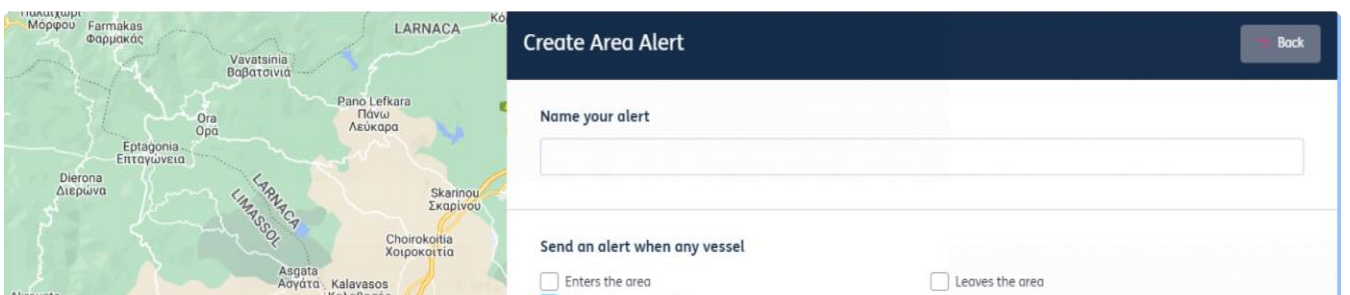 Μόρφου
Farmakas
Φαρμακάς
LARNACA
Vavatsinia
Βαβατσινιά
Pano Lefkara
Πάνω
Λεύκαρα
Ora
Ορά
Eptagonia
Επταγώνεια
Dierona
Διερώνα
LARNACA
LIMASSOL
Skarinou
Σκαρίνου
Choirokoitia
Χοιροκοιτία
Asgata
Ασγάτα
Kalavasos
Create Area Alert
Back
Name your alert
Send an alert when any vessel
Enters the area
Leaves the area